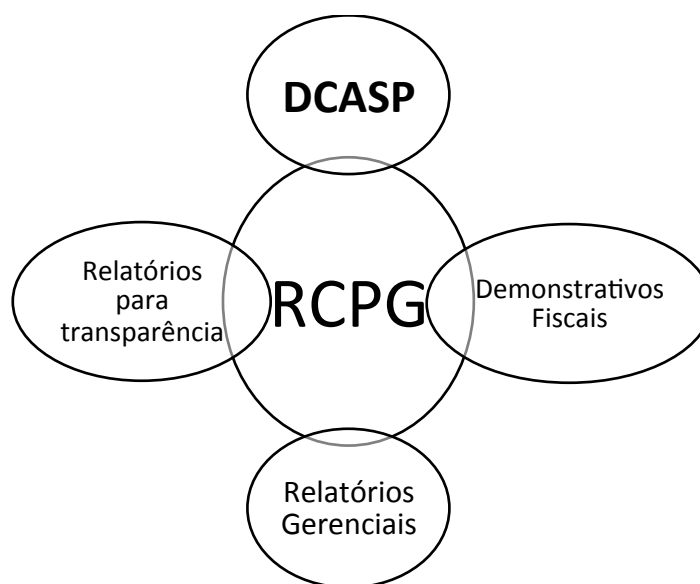 DCASP
Relatórios
para
transparência
RCPG
Demonstrativos
Fiscais
Relatórios
Gerenciais